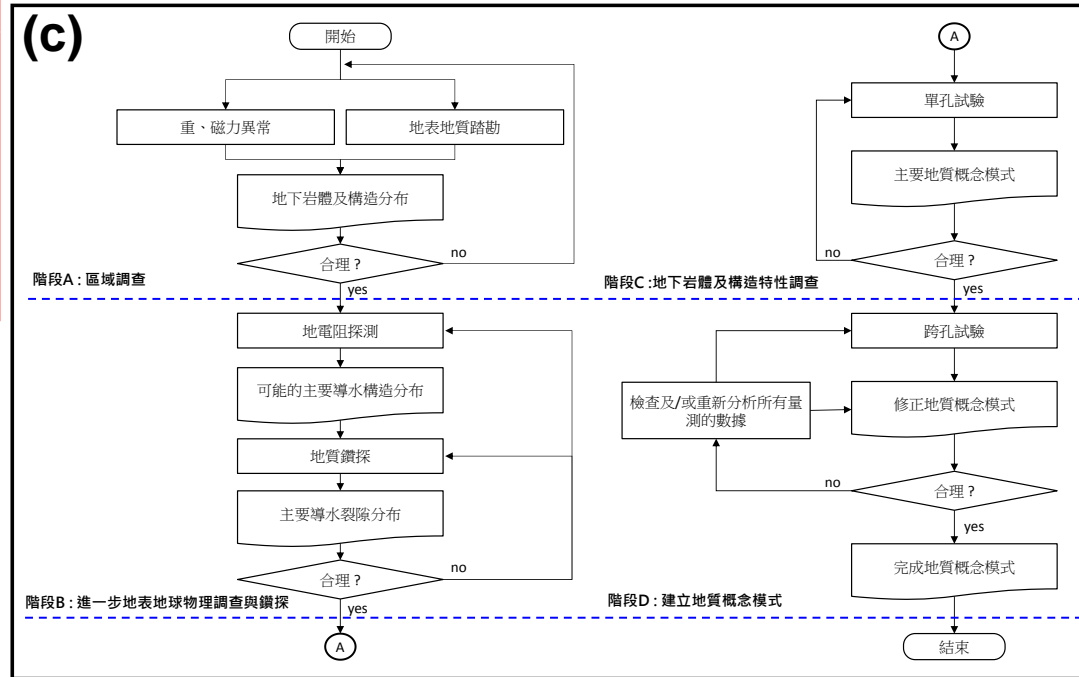 (c)
開始
重、磁力異常
地表地質踏勘
地下岩體及構造分布
合理？
no
階段A : 區域調查
yes
地電阻探測
可能的主要導水構造分布
地質鑽探
主要導水裂隙分布
合理？
no
階段B : 進一步地表地球物理調查與鑽探
yes
A
A
單孔試驗
主要地質概念模式
no
合理？
階段C : 地下岩體及構造特性調查
yes
跨孔試驗
檢查及/或重新分析所有量
測的數據
修正地質概念模式
no
合理？
yes
完成地質概念模式
階段D : 建立地質概念模式
結束